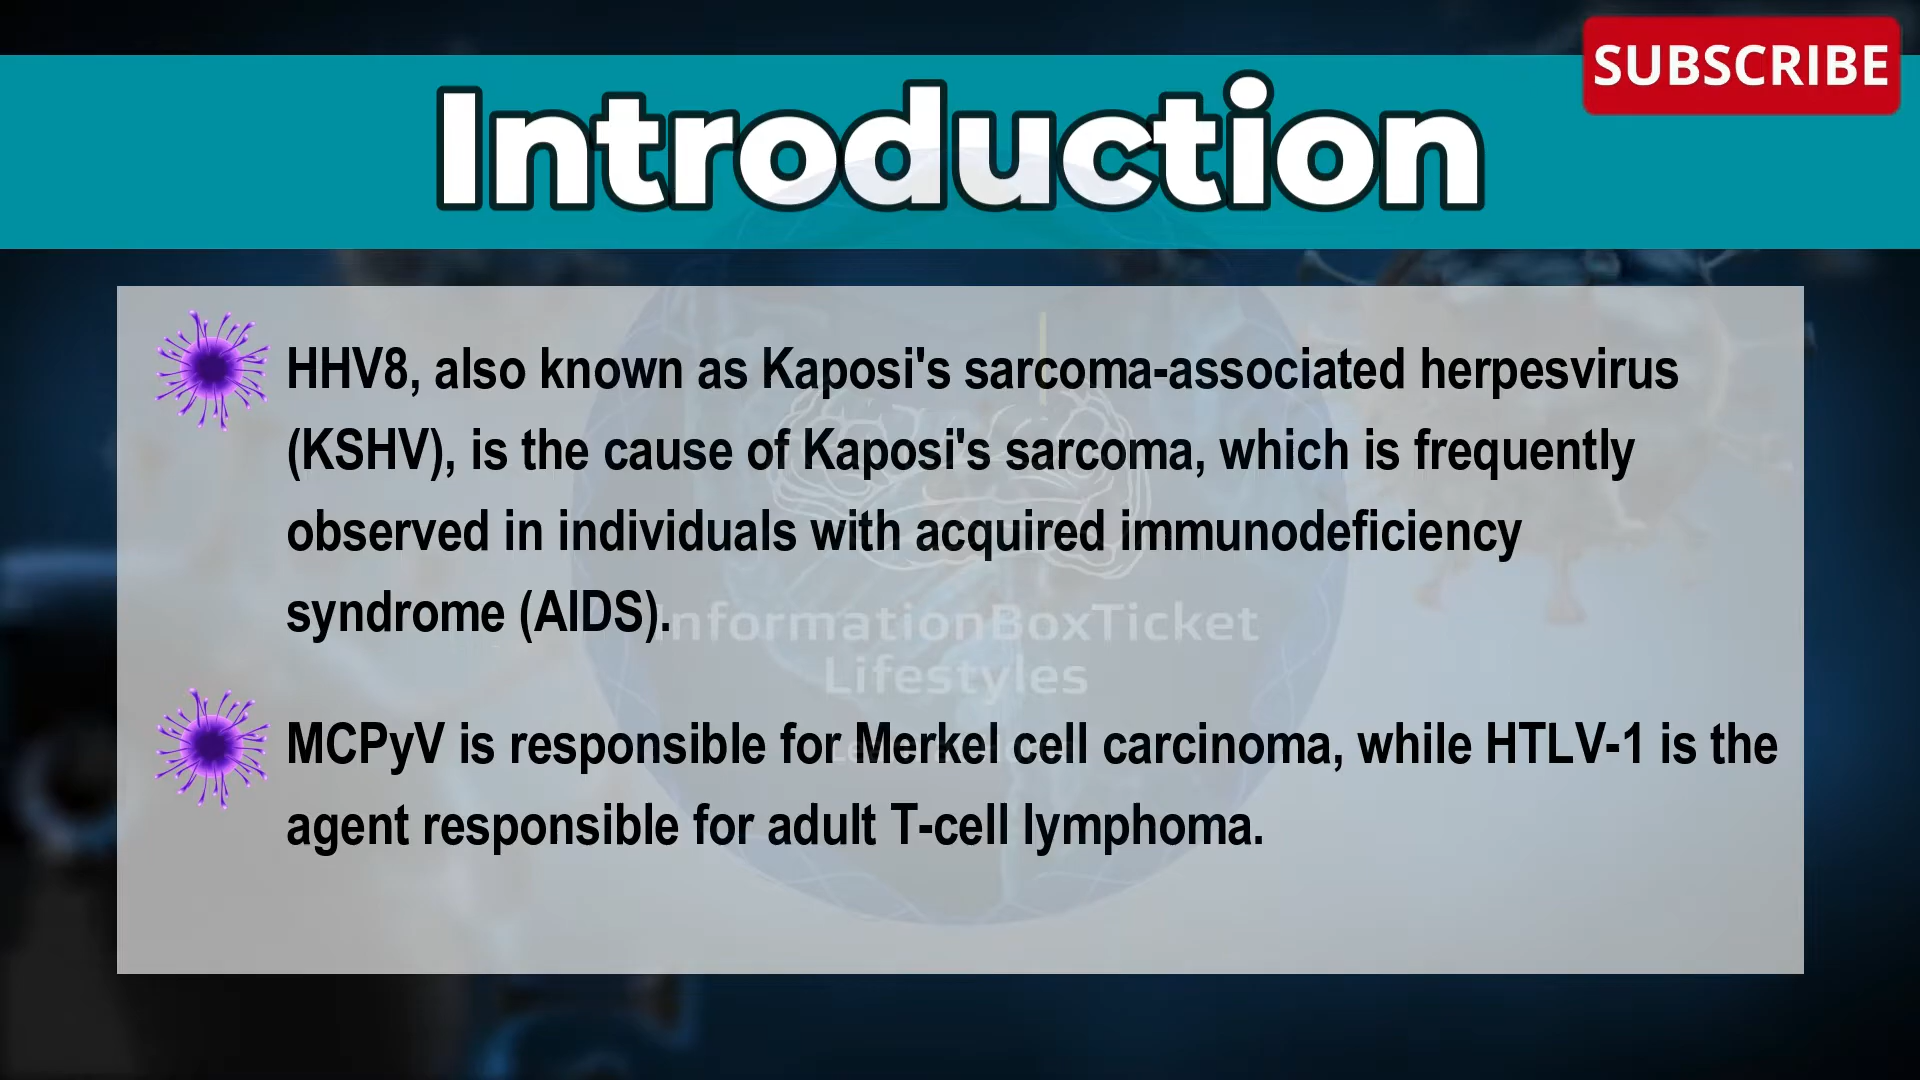 SUBSCRIBE
Introduction
HHV8, also known as Kaposi's sarcoma-associated herpesvirus
(KSHV), is the cause of Kaposi's sarcoma, which is frequently
observed in individuals with acquired immunodeficiency
syndrome (AIDS).
InformationBoxTicket
Lifestyles
MCPyV is responsible for Merkel cell carcinoma, while HTLV-1 is the
agent responsible for adult T-cell lymphoma.